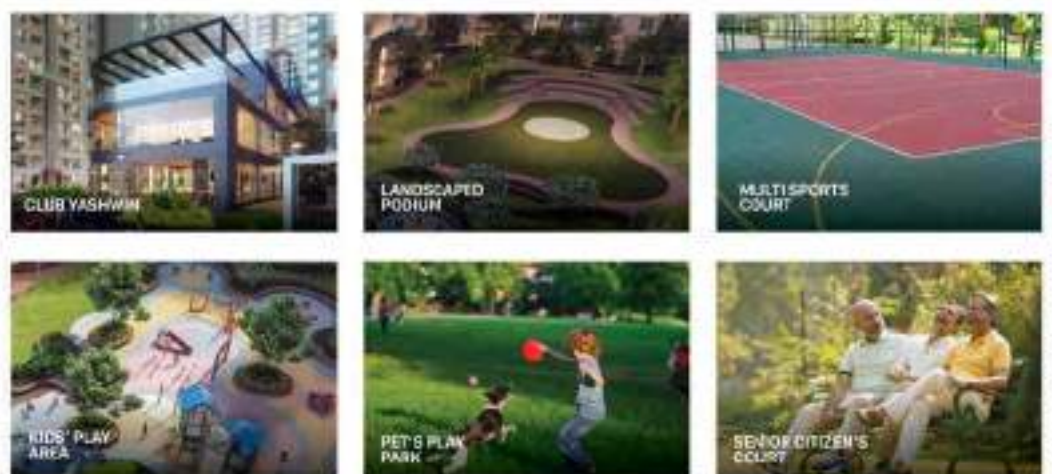 CLUB YASHWIN
LANDSCAPED
PODIUM
MULTI SPORTS
COURT
KIDS' PLAY
AREA
PET'S PLAY
PARK
SENIOR CITIZEN'S
COURT